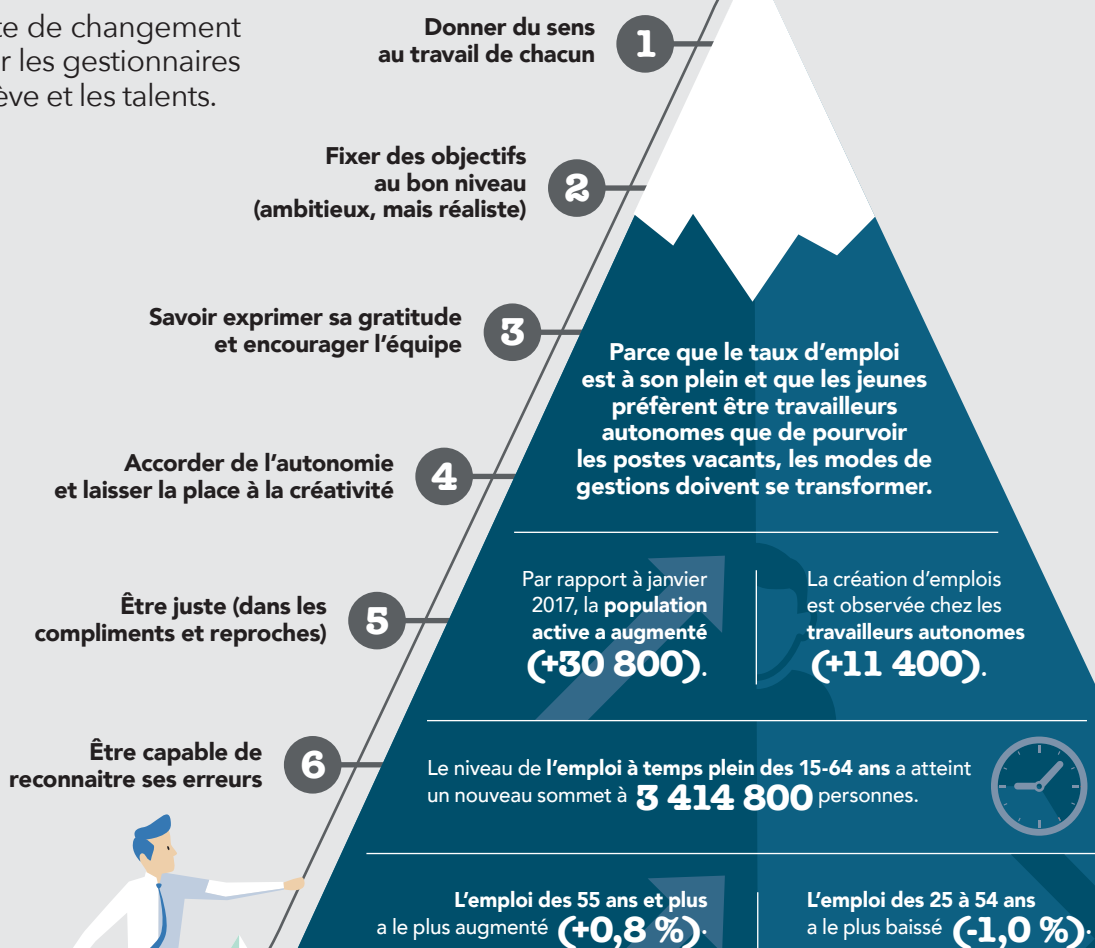 de changement
les gestionnaires
et les talents.
Donner du sens
au travail de chacun
1
Fixer des objectifs
au bon niveau
(ambitieux, mais réaliste)
2
Savoir exprimer sa gratitude
et encourager l'équipe
3
Accorder de l'autonomie
et laisser la place à la créativité
4
Être juste (dans les
compliments et reproches)
5
Être capable de
reconnaitre ses erreurs
6
Parce que le taux d'emploi
est à son plein et que les jeunes
préfèrent être travailleurs
autonomes que de pourvoir
les postes vacants, les modes de
gestions doivent se transformer.
Par rapport à janvier
2017, la population
active a augmenté
(+30 800).
La création d'emplois
est observée chez les
travailleurs autonomes
(+11 400).
Le niveau de l'emploi à temps plein des 15-64 ans a atteint
un nouveau sommet à 3 414 800 personnes.
L'emploi des 55 ans et plus
a le plus augmenté (+0,8 %).
L'emploi des 25 à 54 ans
a le plus baissé (-1,0 %).